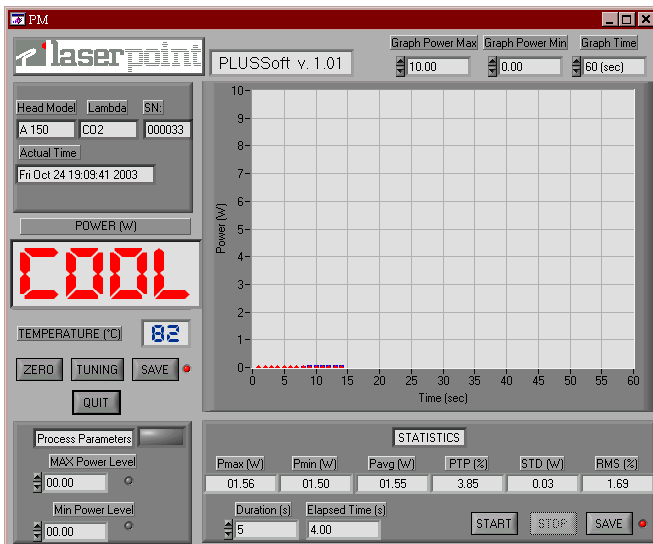 PM
laserpoint
PLUSSoft v. 1.01
Graph Power Max Graph Power Min Graph Time
10.00 0.00 60 (sec)
Head Model Lambda SN:
A 150 CO2 000033
Actual Time
Fri Oct 24 19:09:41 2003
POWER (W)
COOL
TEMPERATURE (°C) 82
ZERO TUNING SAVE
QUIT
Power (W)
10
9
8
7
6
5
4
3
2
1
0
0 5 10 15 20 25 30 35 40 45 50 55 60
Time (sec)
Process Parameters
MAX Power Level
00.00
Min Power Level
00.00
STATISTICS
Pmax (W) Pmin (W) Pavg (W) PTP (%) STD (W) RMS (%)
01.56 01.50 01.55 3.85 0.03 1.69
Duration (s) Elapsed Time (s)
5 4.00
START STOP SAVE